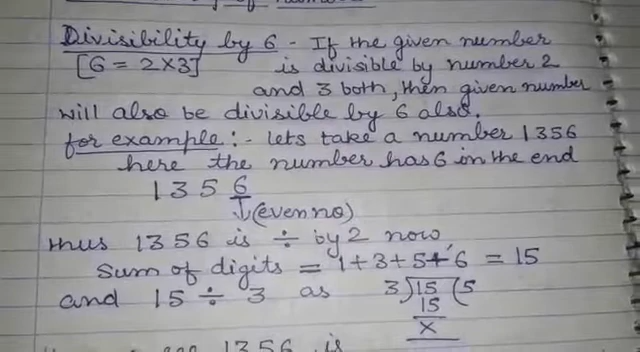 Divisibility by 6 - If the given number
[6 = 2×3] is divisible by number 2
and 3 both, then given number
will also be divisible by 6 also.
for example :- lets take a number 1356
here the number has 6 in the end
1 3 5 6
↓ (even no)
thus 1356 is ÷ by 2 now
Sum of digits = 1+3+5+6 = 15
and 15 ÷ 3 as 3)15(5
15
x
1356 is